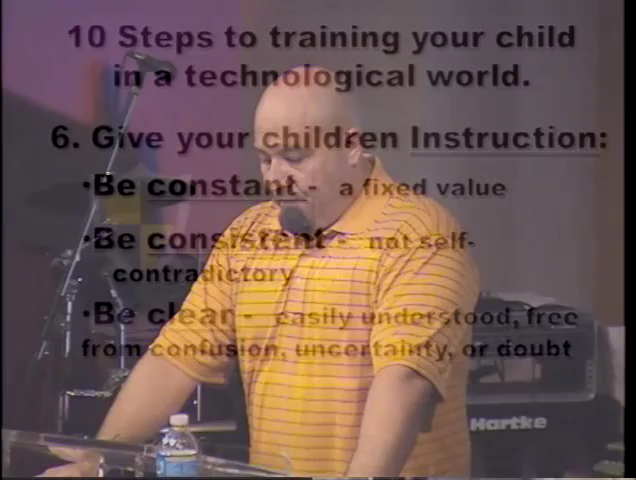 10 Steps to training your child
in a technological world.
6. Give your children Instruction:
•Be constant - a fixed value
•Be consistent - not self-
contradictory
•Be clear - easily understood, free
from confusion, uncertainty, or doubt
Hartke